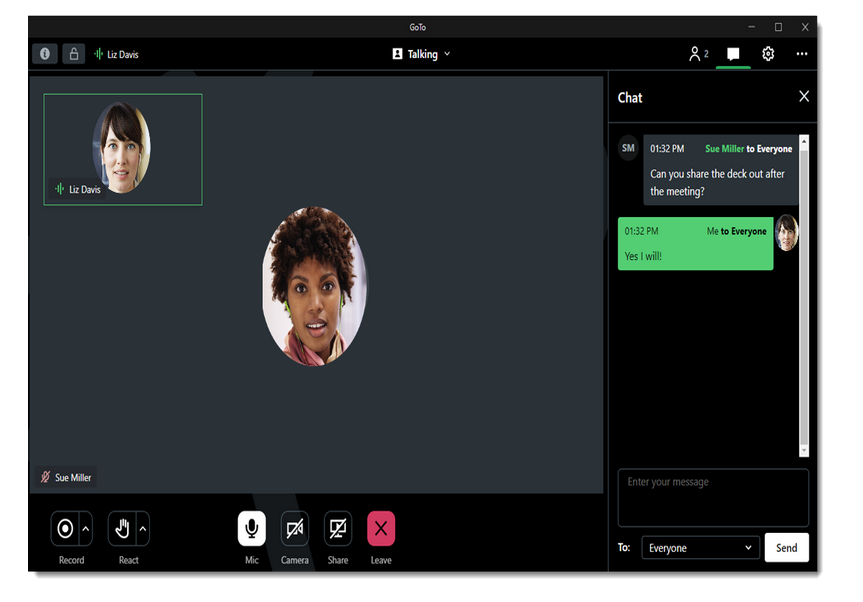 GoTo
Liz Davis
Talking
2
Chat
Liz Davis
SM
01:32 PM Sue Miller to Everyone
Can you share the deck out after
the meeting?
01:32 PM Me to Everyone
Yes I will!
Sue Miller
Enter your message
To: Everyone Send
Record
React
Mic
Camera
Share
Leave